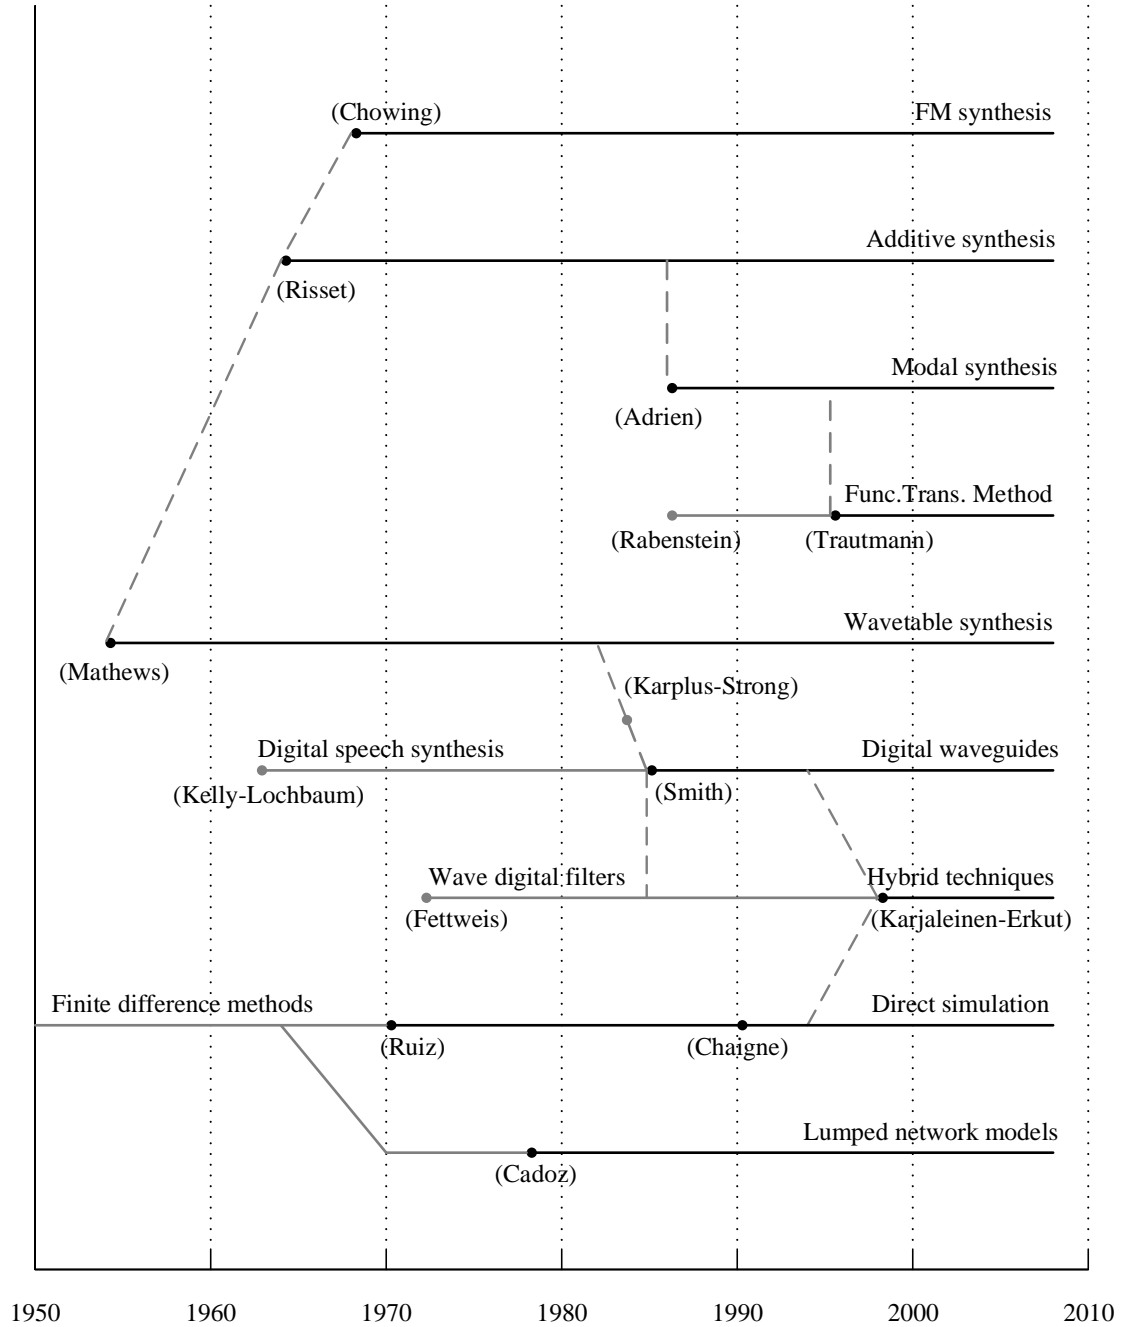 (Chowing)
FM synthesis
Additive synthesis
(Risset)
Modal synthesis
(Adrien)
Func.Trans. Method
(Rabenstein)
(Trautmann)
Wavetable synthesis
(Mathews)
(Karplus-Strong)
Digital speech synthesis
Digital waveguides
(Kelly-Lochbaum)
(Smith)
Wave digital filters
Hybrid techniques
(Fettweis)
(Karjaleinen-Erkut)
Finite difference methods
Direct simulation
(Ruiz)
(Chaigne)
Lumped network models
(Cadoz)
1950 1960 1970 1980 1990 2000 2010